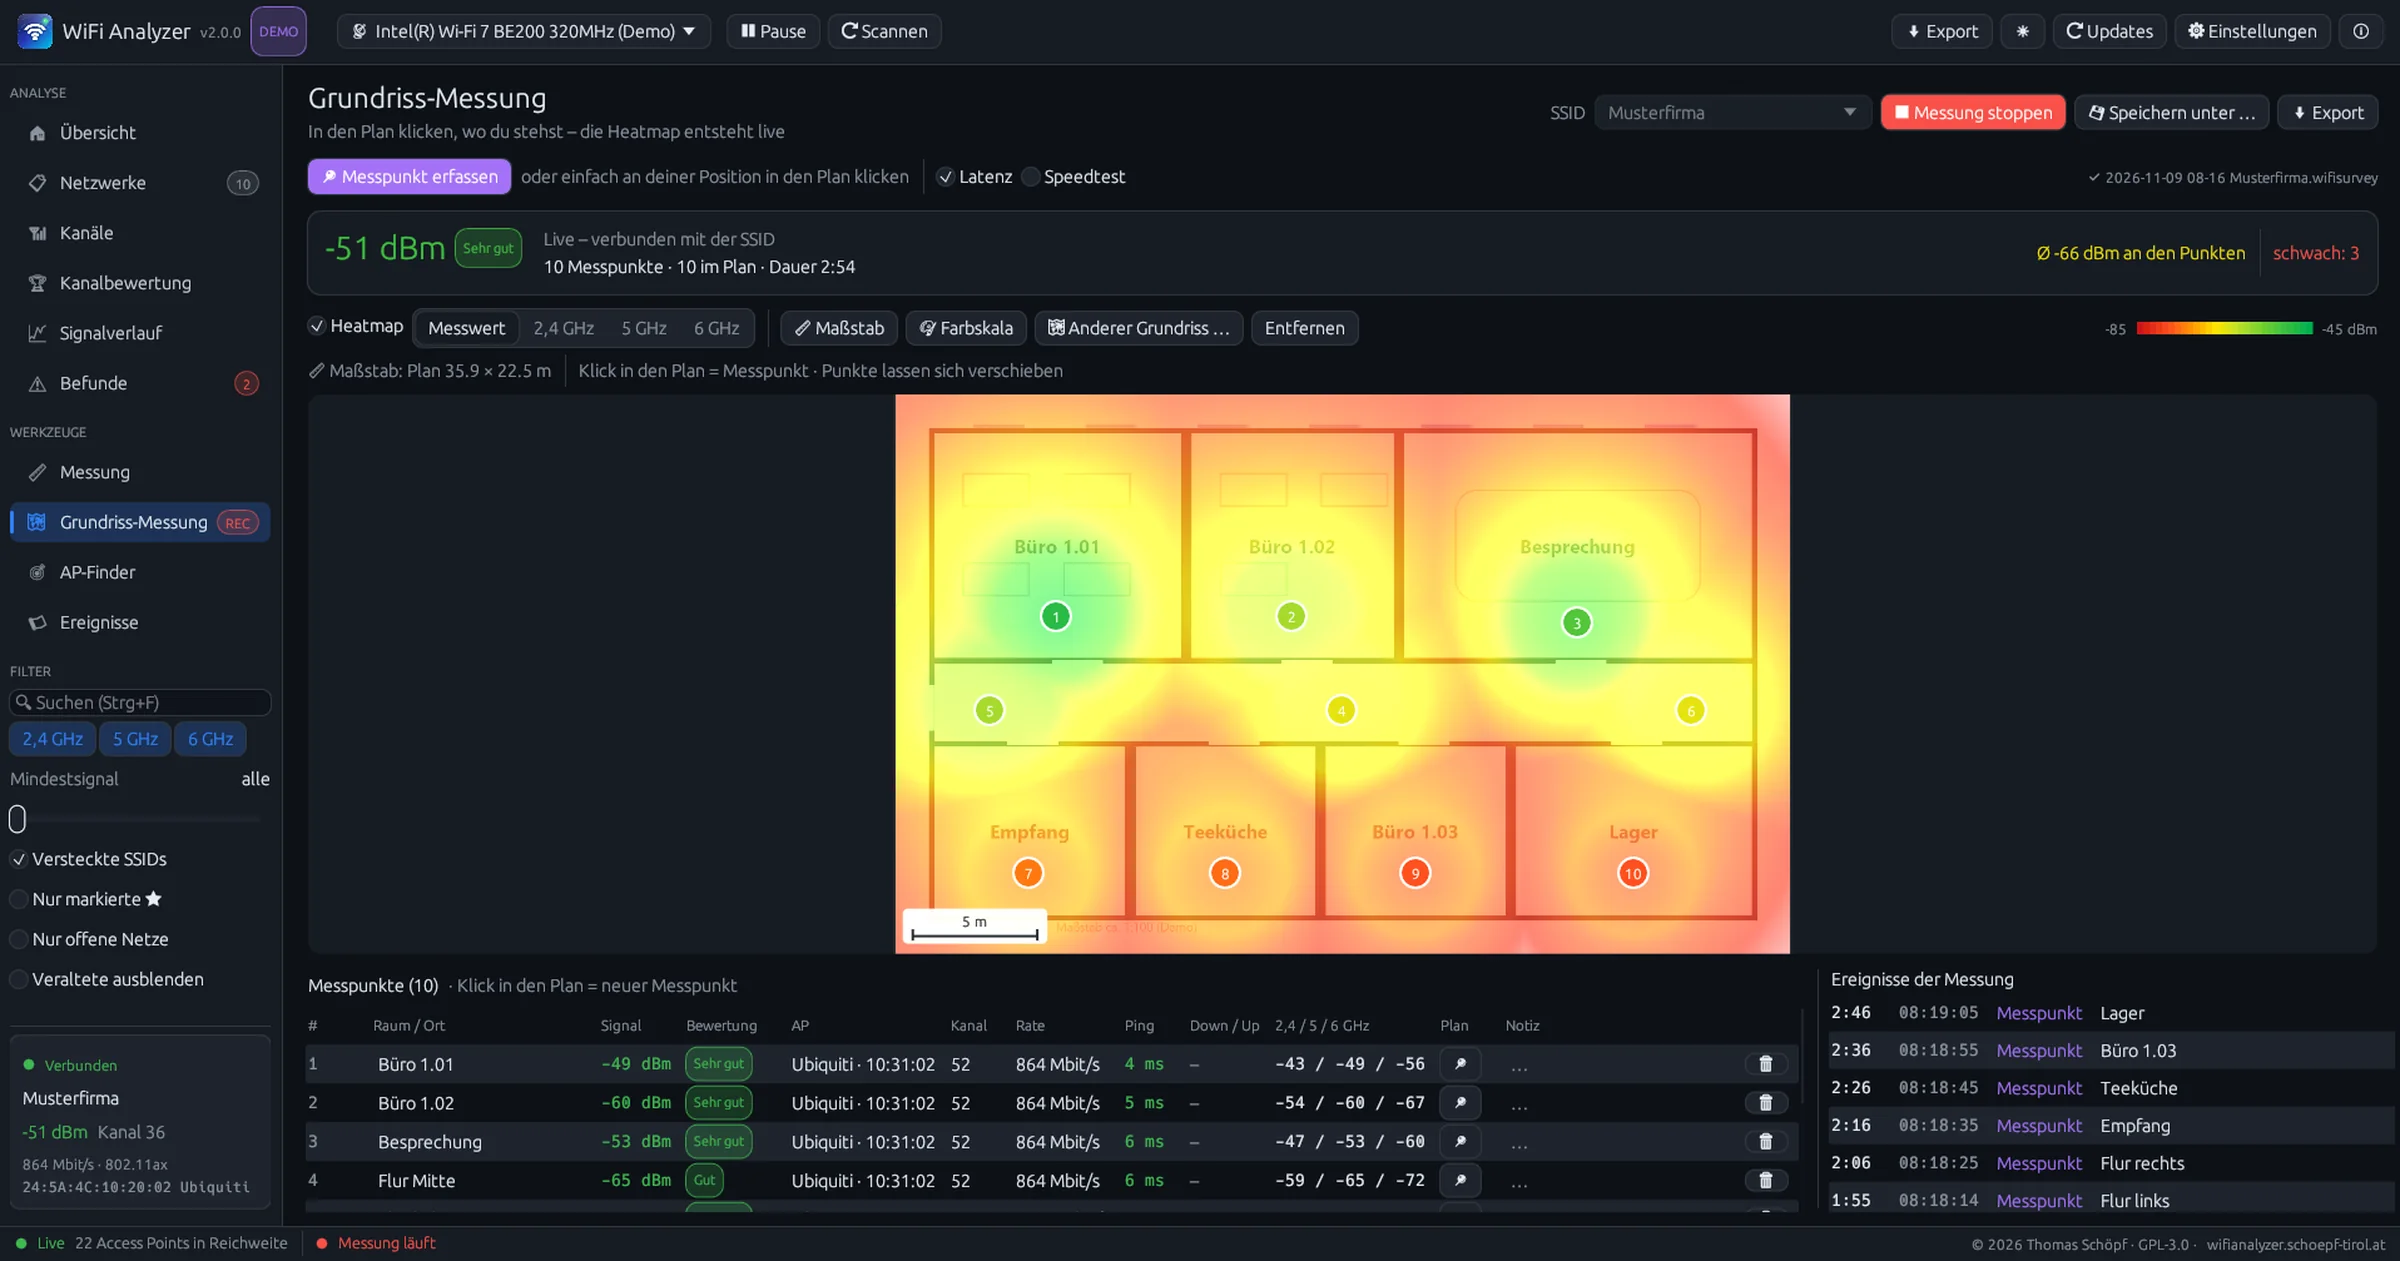 WiFi Analyzer v2.0.0 DEMO Intel(R) Wi-Fi 7 BE200 320MHz (Demo) Pause Scannen Export Updates Einstellungen
ANALYSE
Übersicht
Netzwerke 10
Kanäle
Kanalbewertung
Signalverlauf
Befunde 2
WERKZEUGE
Messung
Grundriss-Messung REC
AP-Finder
Ereignisse
FILTER
Suchen (Strg+F)
2,4 GHz 5 GHz 6 GHz
Mindestsignal alle
Versteckte SSIDs
Nur markierte
Nur offene Netze
Veraltete ausblenden
Verbunden
Musterfirma
-51 dBm Kanal 36
864 Mbit/s · 802.11ax
24:5A:4C:10:20:02 Ubiquiti
Grundriss-Messung
In den Plan klicken, wo du stehst – die Heatmap entsteht live
SSID Musterfirma Messung stoppen Speichern unter … Export
Messpunkt erfassen oder einfach an deiner Position in den Plan klicken Latenz Speedtest
2026-11-09 08-16 Musterfirma.wifisurvey
-51 dBm Sehr gut
Live – verbunden mit der SSID
10 Messpunkte · 10 im Plan · Dauer 2:54
Ø -66 dBm an den Punkten schwach: 3
Heatmap Messwert 2,4 GHz 5 GHz 6 GHz Maßstab Farbskala Anderer Grundriss … Entfernen
-85 -45 dBm
Maßstab: Plan 35.9 × 22.5 m Klick in den Plan = Messpunkt · Punkte lassen sich verschieben
Büro 1.01 Büro 1.02 Besprechung
1 2 3
5 4 6
Empfang Teeküche Büro 1.03 Lager
7 8 9 10
5 m
Maßstab ca. 1:100 (Demo)
Messpunkte (10) · Klick in den Plan = neuer Messpunkt
# Raum / Ort Signal Bewertung AP Kanal Rate Ping Down / Up 2,4 / 5 / 6 GHz Plan Notiz
1 Büro 1.01 -49 dBm Sehr gut Ubiquiti · 10:31:02 52 864 Mbit/s 4 ms – -43 / -49 / -56 ...
2 Büro 1.02 -60 dBm Sehr gut Ubiquiti · 10:31:02 52 864 Mbit/s 5 ms – -54 / -60 / -67 ...
3 Besprechung -53 dBm Sehr gut Ubiquiti · 10:31:02 52 864 Mbit/s 6 ms – -47 / -53 / -60 ...
4 Flur Mitte -65 dBm Gut Ubiquiti · 10:31:02 52 864 Mbit/s 6 ms – -59 / -65 / -72 ...
Ereignisse der Messung
2:46 08:19:05 Messpunkt Lager
2:36 08:18:55 Messpunkt Büro 1.03
2:26 08:18:45 Messpunkt Teeküche
2:16 08:18:35 Messpunkt Empfang
2:06 08:18:25 Messpunkt Flur rechts
1:55 08:18:14 Messpunkt Flur links
Live 22 Access Points in Reichweite Messung läuft
© 2026 Thomas Schöpf · GPL-3.0 · wifianalyzer.schoepf-tirol.at